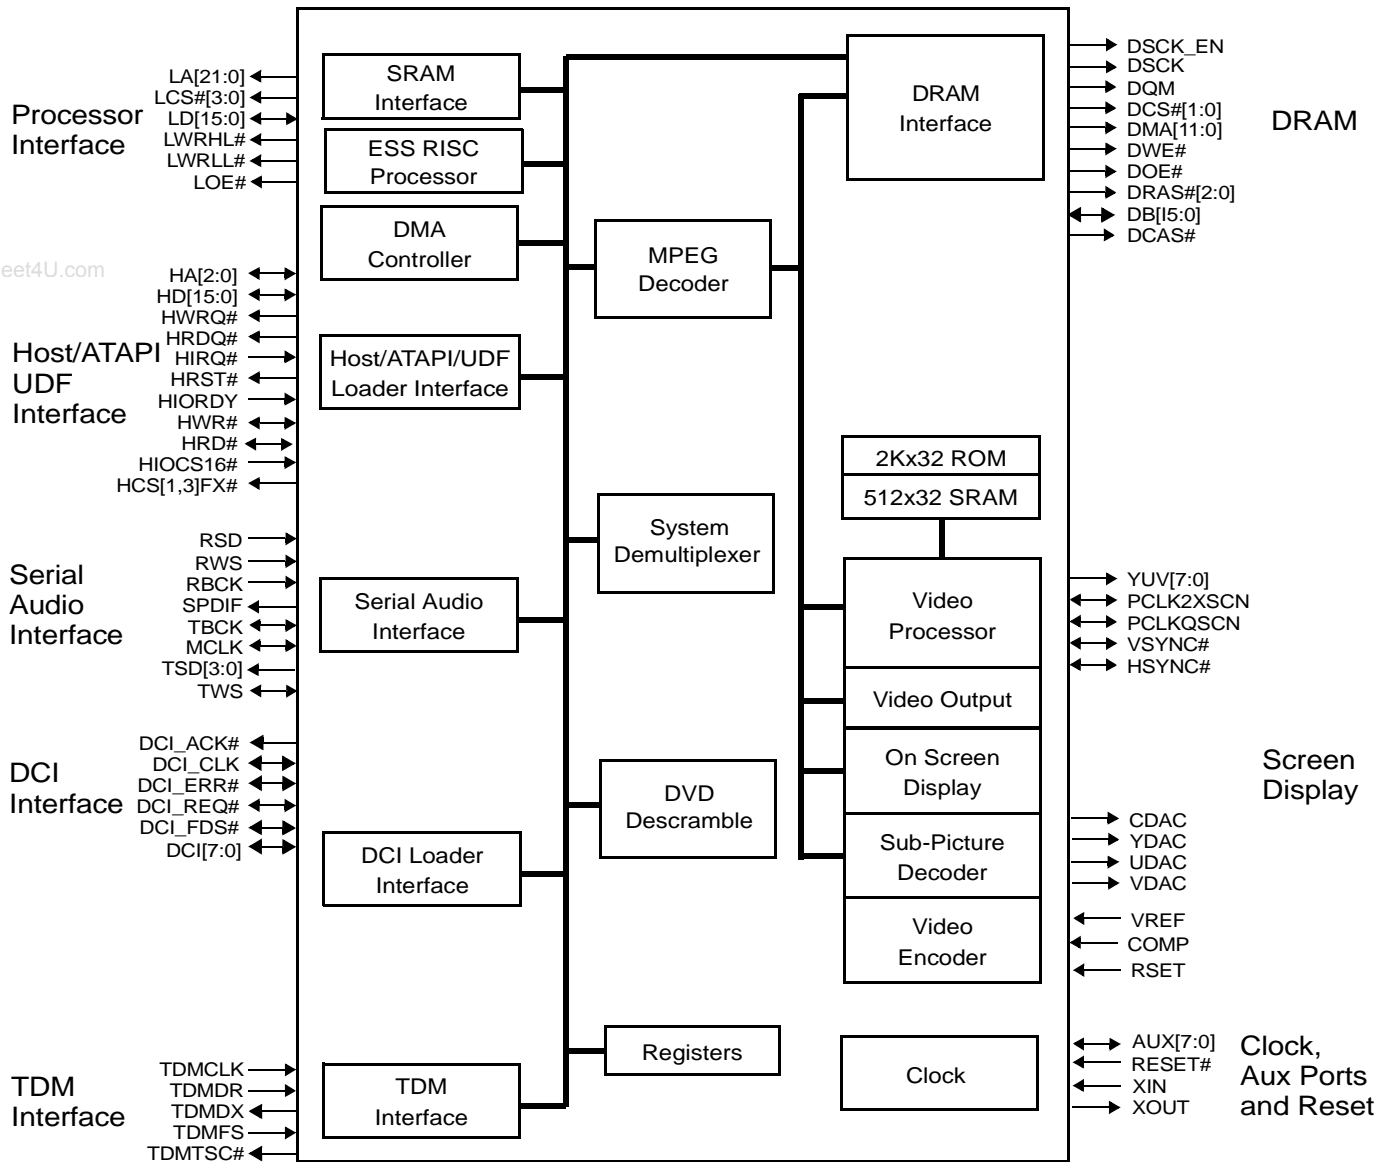 Processor
Interface
LA[21:0]
LCS#[3:0]
LD[15:0]
LWRHL#
LWRLL#
LOE#
eet4U.com
Host/ATAPI
UDF
Interface
HA[2:0]
HD[15:0]
HWRQ#
HRDQ#
HIRQ#
HRST#
HIORDY
HWR#
HRD#
HIOCS16#
HCS[1,3]FX#
Serial
Audio
Interface
RSD
RWS
RBCK
SPDIF
TBCK
MCLK
TSD[3:0]
TWS
DCI
Interface
DCI_ACK#
DCI_CLK
DCI_ERR#
DCI_REQ#
DCI_FDS#
DCI[7:0]
TDM
Interface
TDMCLK
TDMDR
TDMDX
TDMFS
TDMTSC#
SRAM
Interface
ESS RISC
Processor
DMA
Controller
Host/ATAPI/UDF
Loader Interface
Serial Audio
Interface
DCI Loader
Interface
TDM
Interface
MPEG
Decoder
System
Demultiplexer
DVD
Descramble
Registers
DRAM
Interface
2Kx32 ROM
512x32 SRAM
Video
Processor
Video Output
On Screen
Display
Sub-Picture
Decoder
Video
Encoder
Clock
DSCK_EN
DSCK
DQM
DCS#[1:0]
DMA[11:0]
DWE#
DOE#
DRAS#[2:0]
DB[I5:0]
DCAS#
DRAM
YUV[7:0]
PCLK2XSCN
PCLKQSCN
VSYNC#
HSYNC#
Screen
Display
CDAC
YDAC
UDAC
VDAC
VREF
COMP
RSET
AUX[7:0]
RESET#
XIN
XOUT
Clock,
Aux Ports
and Reset